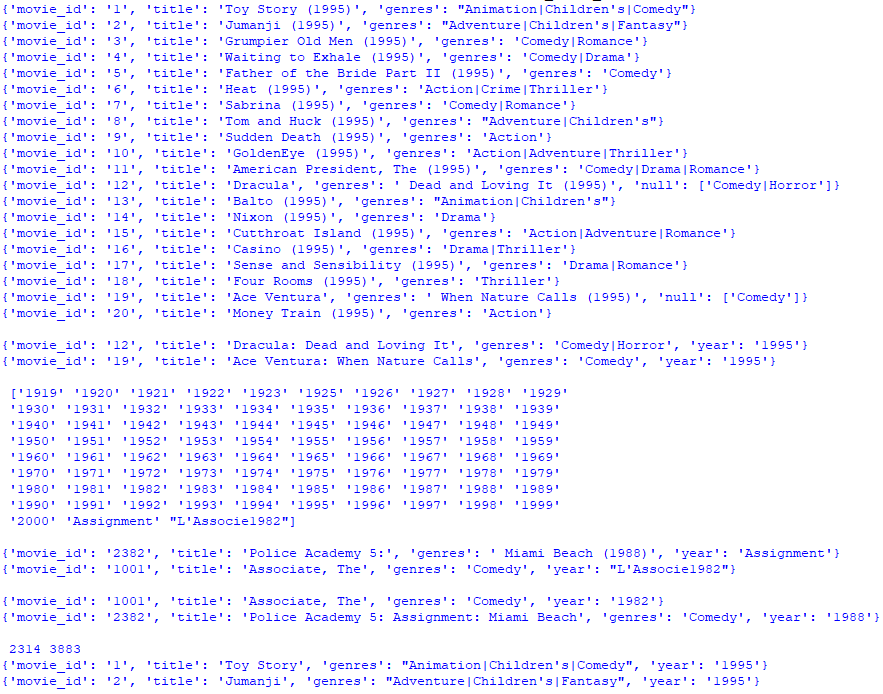 {'movie_id': '1', 'title': 'Toy Story (1995)', 'genres': "Animation|Children's|Comedy"}
{'movie_id': '2', 'title': 'Jumanji (1995)', 'genres': "Adventure|Children's|Fantasy"}
{'movie_id': '3', 'title': 'Grumpier Old Men (1995)', 'genres': 'Comedy|Romance'}
{'movie_id': '4', 'title': 'Waiting to Exhale (1995)', 'genres': 'Comedy|Drama'}
{'movie_id': '5', 'title': 'Father of the Bride Part II (1995)', 'genres': 'Comedy'}
{'movie_id': '6', 'title': 'Heat (1995)', 'genres': 'Action|Crime|Thriller'}
{'movie_id': '7', 'title': 'Sabrina (1995)', 'genres': 'Comedy|Romance'}
{'movie_id': '8', 'title': 'Tom and Huck (1995)', 'genres': "Adventure|Children's"}
{'movie_id': '9', 'title': 'Sudden Death (1995)', 'genres': 'Action'}
{'movie_id': '10', 'title': 'GoldenEye (1995)', 'genres': 'Action|Adventure|Thriller'}
{'movie_id': '11', 'title': 'American President, The (1995)', 'genres': 'Comedy|Drama|Romance'}
{'movie_id': '12', 'title': 'Dracula', 'genres': ' Dead and Loving It (1995)', 'null': ['Comedy|Horror']}
{'movie_id': '13', 'title': 'Balto (1995)', 'genres': "Animation|Children's"}
{'movie_id': '14', 'title': 'Nixon (1995)', 'genres': 'Drama'}
{'movie_id': '15', 'title': 'Cutthroat Island (1995)', 'genres': 'Action|Adventure|Romance'}
{'movie_id': '16', 'title': 'Casino (1995)', 'genres': 'Drama|Thriller'}
{'movie_id': '17', 'title': 'Sense and Sensibility (1995)', 'genres': 'Drama|Romance'}
{'movie_id': '18', 'title': 'Four Rooms (1995)', 'genres': 'Thriller'}
{'movie_id': '19', 'title': 'Ace Ventura', 'genres': ' When Nature Calls (1995)', 'null': ['Comedy']}
{'movie_id': '20', 'title': 'Money Train (1995)', 'genres': 'Action'}
{'movie_id': '12', 'title': 'Dracula: Dead and Loving It', 'genres': 'Comedy|Horror', 'year': '1995'}
{'movie_id': '19', 'title': 'Ace Ventura: When Nature Calls', 'genres': 'Comedy', 'year': '1995'}
['1919' '1920' '1921' '1922' '1923' '1925' '1926' '1927' '1928' '1929'
'1930' '1931' '1932' '1933' '1934' '1935' '1936' '1937' '1938' '1939'
'1940' '1941' '1942' '1943' '1944' '1945' '1946' '1947' '1948' '1949'
'1950' '1951' '1952' '1953' '1954' '1955' '1956' '1957' '1958' '1959'
'1960' '1961' '1962' '1963' '1964' '1965' '1966' '1967' '1968' '1969'
'1970' '1971' '1972' '1973' '1974' '1975' '1976' '1977' '1978' '1979'
'1980' '1981' '1982' '1983' '1984' '1985' '1986' '1987' '1988' '1989'
'1990' '1991' '1992' '1993' '1994' '1995' '1996' '1997' '1998' '1999'
'2000' 'Assignment' "L'Associe1982"]
{'movie_id': '2382', 'title': 'Police Academy 5:', 'genres': ' Miami Beach (1988)', 'year': 'Assignment'}
{'movie_id': '1001', 'title': 'Associate, The', 'genres': 'Comedy', 'year': "L'Associe1982"}
{'movie_id': '1001', 'title': 'Associate, The', 'genres': 'Comedy', 'year': '1982'}
{'movie_id': '2382', 'title': 'Police Academy 5: Assignment: Miami Beach', 'genres': 'Comedy', 'year': '1988'}
2314 3883
{'movie_id': '1', 'title': 'Toy Story', 'genres': "Animation|Children's|Comedy", 'year': '1995'}
{'movie_id': '2', 'title': 'Jumanji', 'genres': "Adventure|Children's|Fantasy", 'year': '1995'}